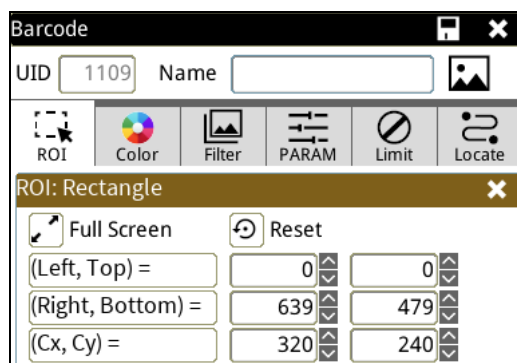 Barcode
UID 1109 Name
ROI Color Filter PARAM Limit Locate
ROI: Rectangle
Full Screen Reset
(Left, Top) = 0 0
(Right, Bottom) = 639 479
(Cx, Cy) = 320 240